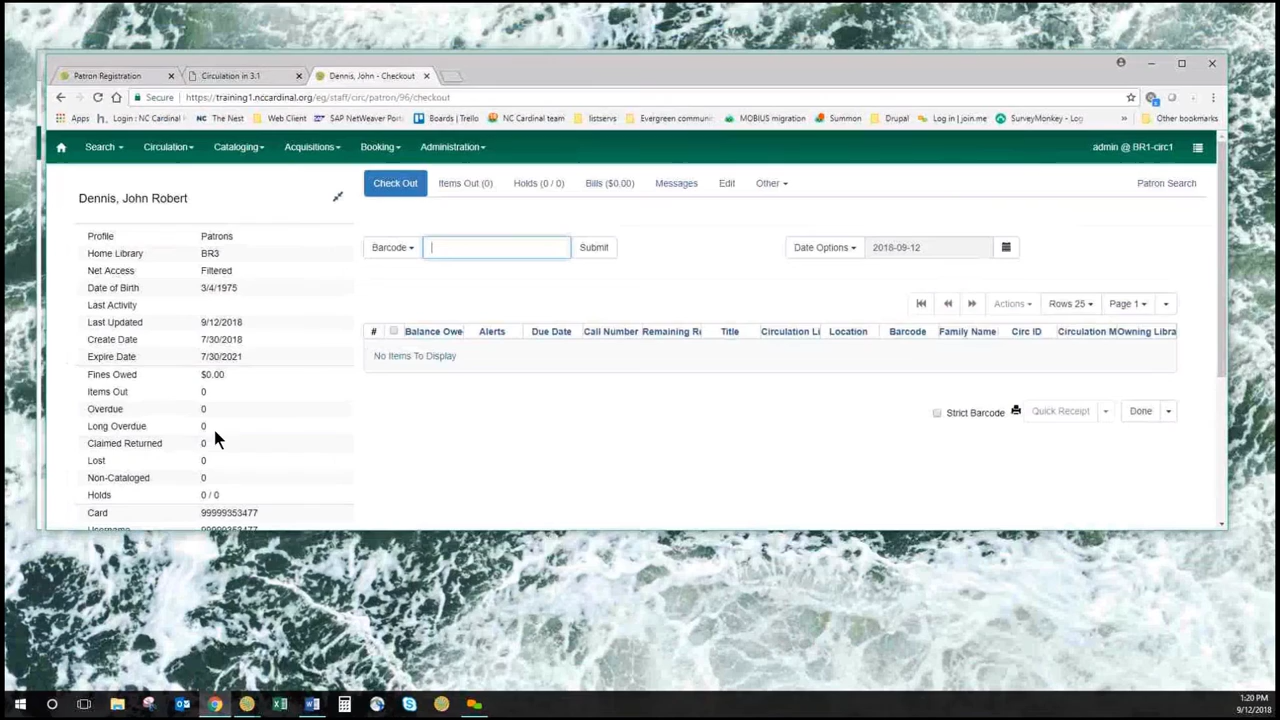 Patron Registration
Circulation in 3.1
Dennis, John - Checkout
Secure https://training1.nccardinal.org/eg/staff/circ/patron/96/checkout
Apps Login : NC Cardinal NC The Nest Web Client SAP NetWeaver Port Boards | Trello NC Cardinal team listservs Evergreen communi MOBIUS migration Summon Drupal Log in | join.me SurveyMonkey - Log » Other bookmarks
Search Circulation Cataloging Acquisitions Booking Administration admin @ BR1-circ1
Check Out Items Out (0) Holds (0 / 0) Bills ($0.00) Messages Edit Other Patron Search
Dennis, John Robert
Profile Patrons
Home Library BR3
Net Access Filtered
Date of Birth 3/4/1975
Last Activity
Last Updated 9/12/2018
Create Date 7/30/2018
Expire Date 7/30/2021
Fines Owed $0.00
Items Out 0
Overdue 0
Long Overdue 0
Claimed Returned 0
Lost 0
Non-Cataloged 0
Holds 0 / 0
Card 99999353477
Username 99999353477
Barcode Submit Date Options 2018-09-12
Actions Rows 25 Page 1
# Balance Owe Alerts Due Date Call Number Remaining Re Title Circulation Li Location Barcode Family Name Circ ID Circulation M Owning Libra
No Items To Display
Strict Barcode Quick Receipt Done
1:20 PM
9/12/2018